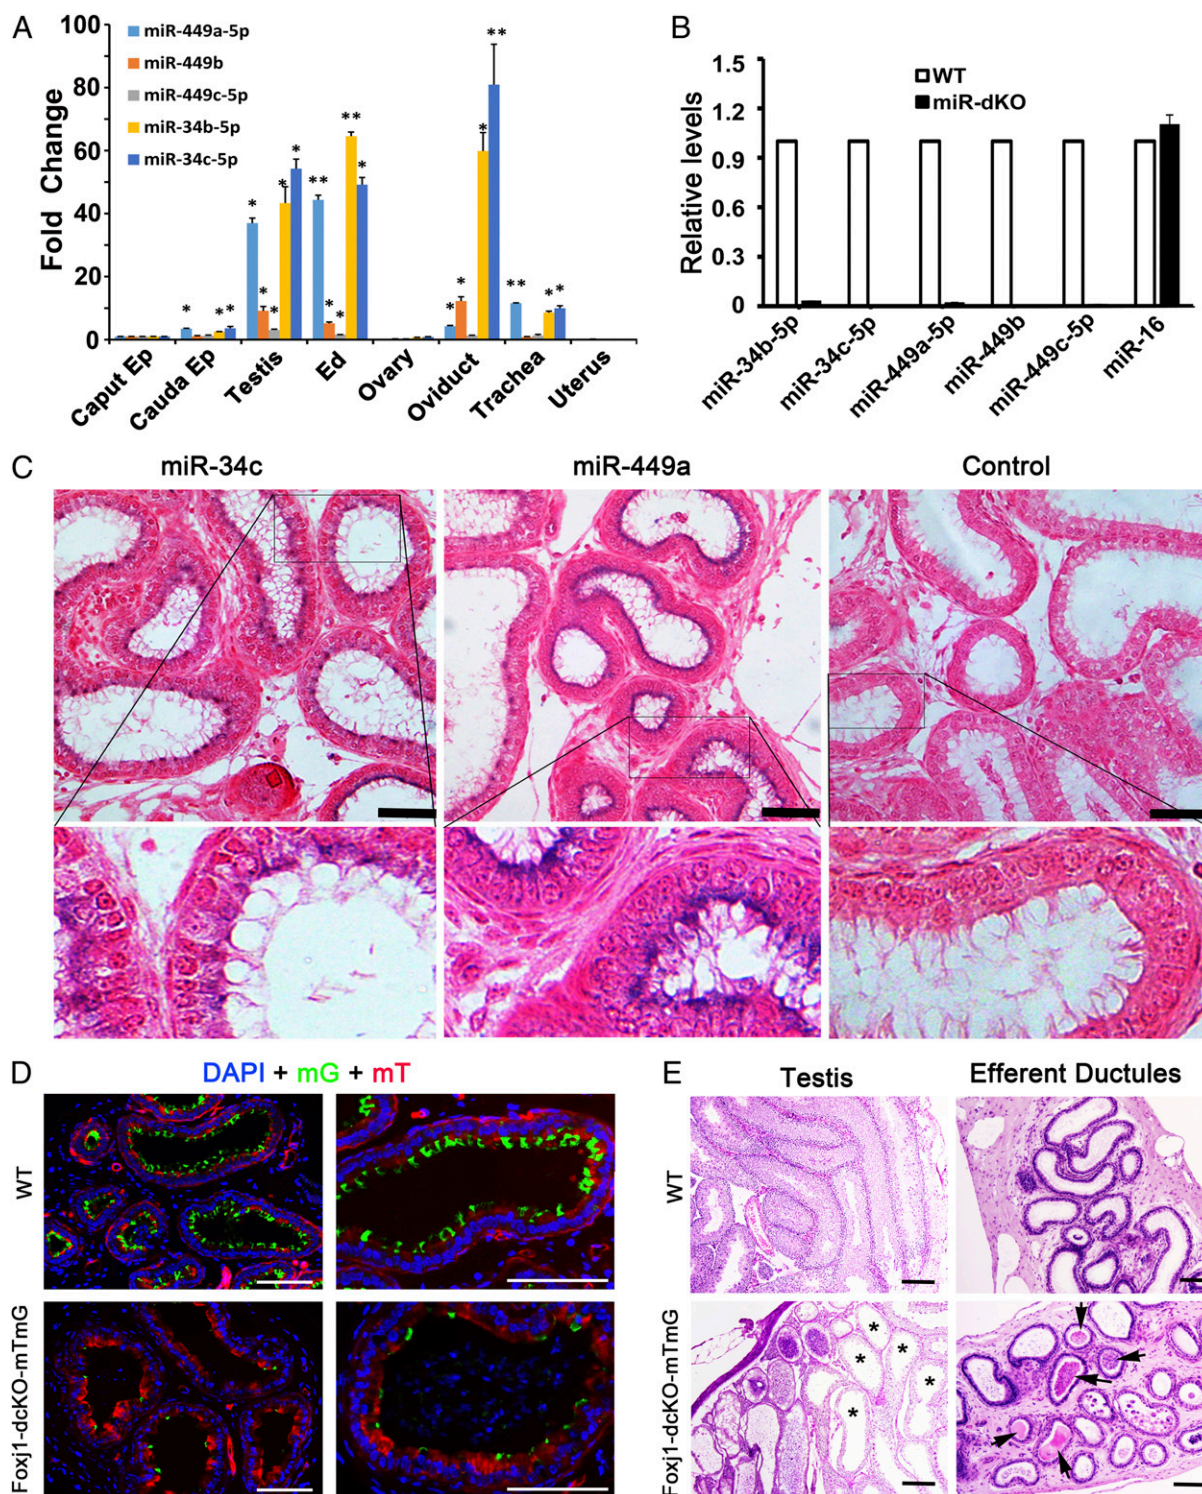 A
100
80
60
40
20
0
Fold Change
miR-449a-5p
miR-449b
miR-449c-5p
miR-34b-5p
miR-34c-5p
* * * * * * * * * ** * * ** * * * * ** ** * *
Caput Ep
Cauda Ep
Testis
Ed
Ovary
Oviduct
Trachea
Uterus
B
1.5
1.2
0.9
0.6
0.3
0
Relative levels
WT
miR-dKO
miR-34b-5p
miR-34c-5p
miR-449a-5p
miR-449b
miR-449c-5p
miR-16
C
miR-34c
miR-449a
Control
D
DAPI + mG + mT
WT
Foxj1-dcKO-mTmG
E
Testis
Efferent Ductules
WT
Foxj1-dcKO-mTmG
* * * * *